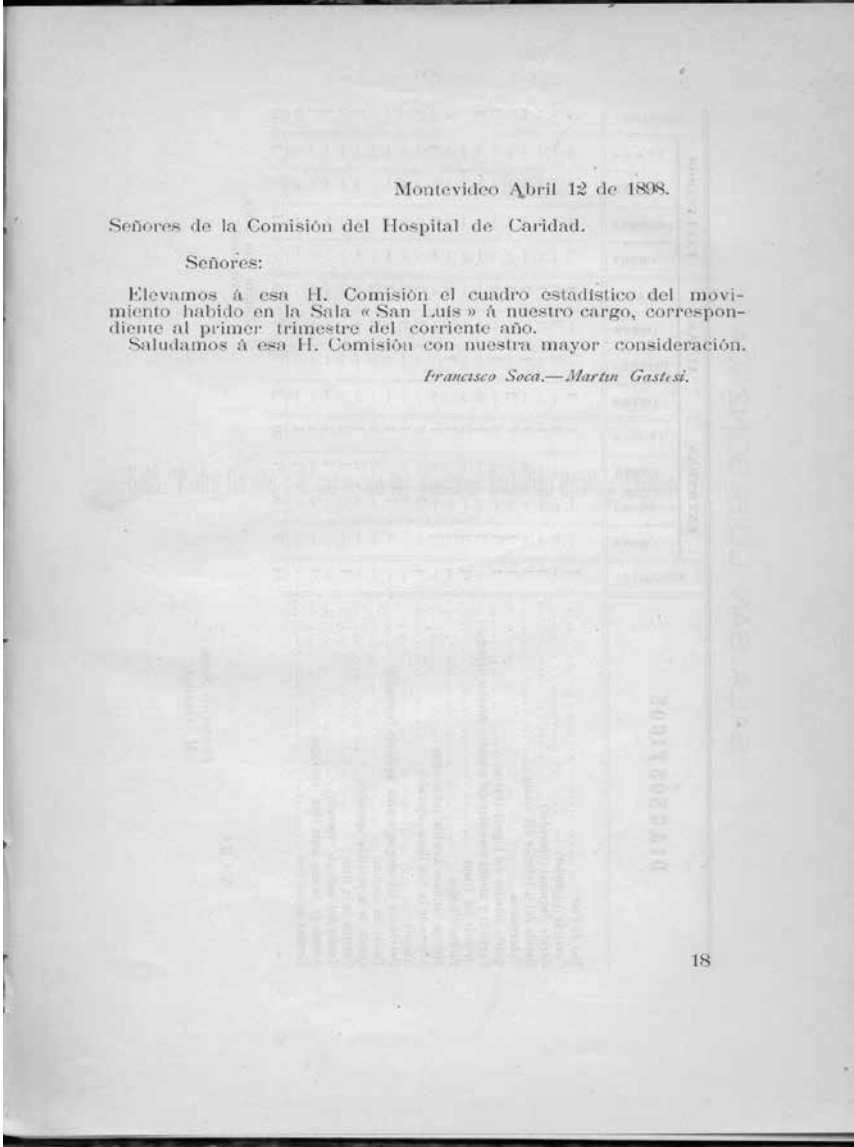 Montevideo Abril 12 de 1898.
Señores de la Comisión del Hospital de Caridad.
Señores:
Elevamos á esa H. Comisión el cuadro estadístico del movi-
miento habido en la Sala « San Luís » á nuestro cargo, correspon-
diente al primer trimestre del corriente año.
Saludamos á esa H. Comisión con nuestra mayor consideración.
Francisco Soca.—Martin Gastesi.
18